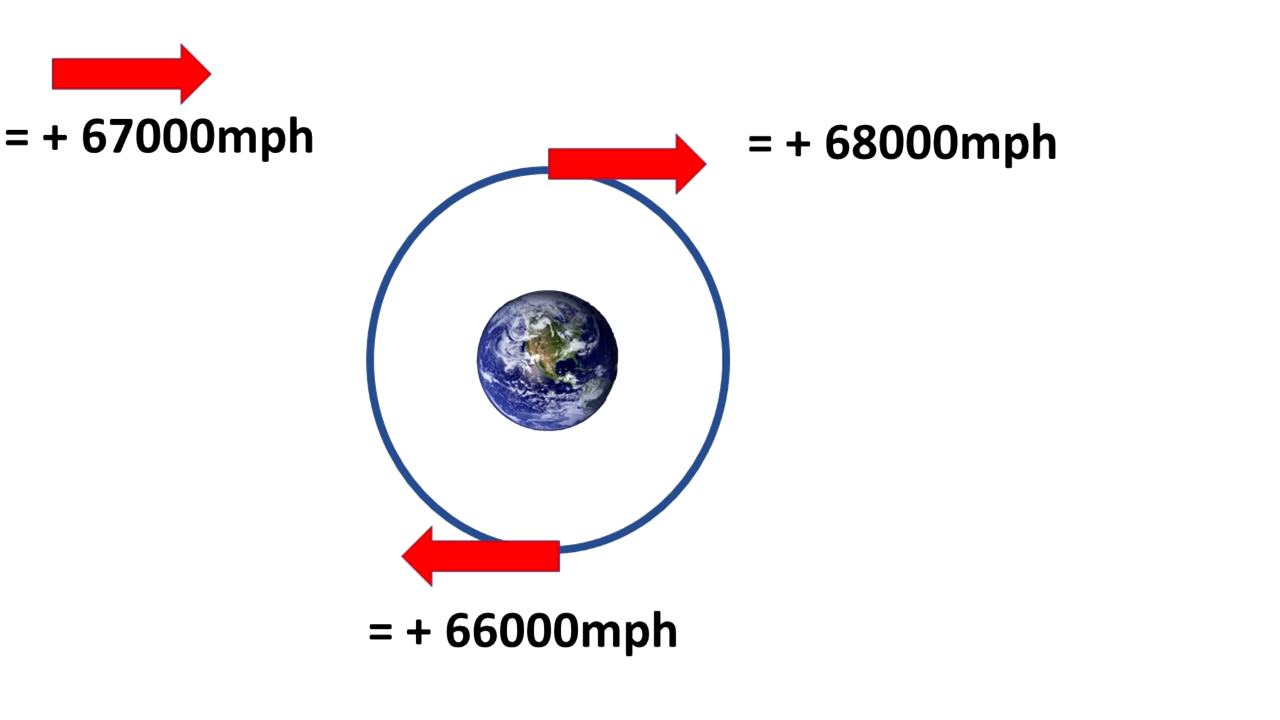 = + 67000mph
= + 68000mph
= + 66000mph